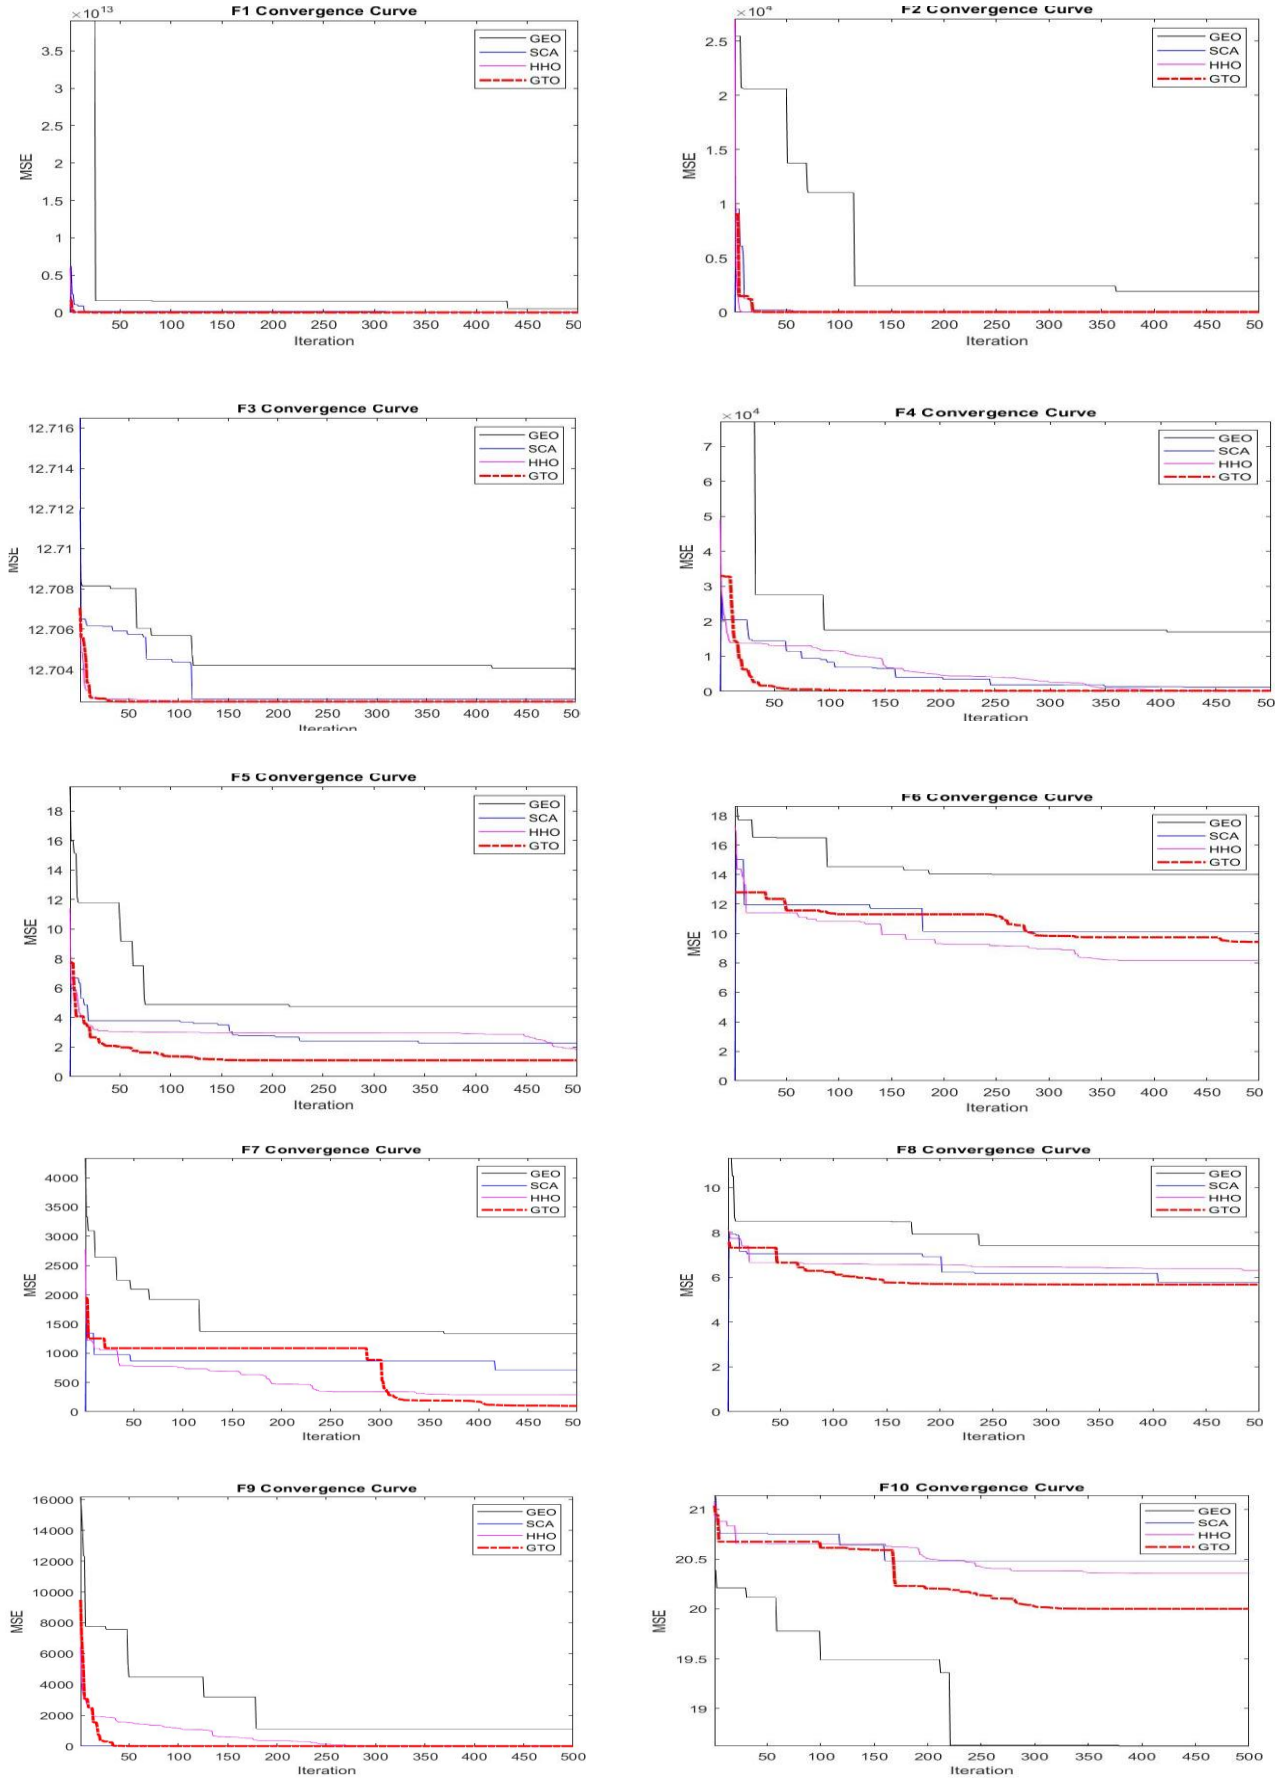 F1 Convergence Curve
×10^13
GEO
SCA
HHO
GTO
3.5
3
2.5
2
1.5
1
0.5
0
MSE
50 100 150 200 250 300 350 400 450 50
Iteration
F2 Convergence Curve
×10^4
GEO
SCA
HHO
GTO
2.5
2
1.5
1
0.5
0
MSE
50 100 150 200 250 300 350 400 450 50
Iteration
F3 Convergence Curve
GEO
SCA
HHO
GTO
12.716
12.714
12.712
12.71
12.708
12.706
12.704
MSE
50 100 150 200 250 300 350 400 450 50
Iteration
F4 Convergence Curve
×10^4
GEO
SCA
HHO
GTO
7
6
5
4
3
2
1
0
MSE
50 100 150 200 250 300 350 400 450 50
Iteration
F5 Convergence Curve
GEO
SCA
HHO
GTO
18
16
14
12
10
8
6
4
2
0
MSE
50 100 150 200 250 300 350 400 450 500
Iteration
F6 Convergence Curve
GEO
SCA
HHO
GTO
18
16
14
12
10
8
6
4
2
0
MSE
50 100 150 200 250 300 350 400 450 50
Iteration
F7 Convergence Curve
GEO
SCA
HHO
GTO
4000
3500
3000
2500
2000
1500
1000
500
0
MSE
50 100 150 200 250 300 350 400 450 500
Iteration
F8 Convergence Curve
GEO
SCA
HHO
GTO
10
8
6
4
2
0
MSE
50 100 150 200 250 300 350 400 450 500
Iteration
F9 Convergence Curve
GEO
SCA
HHO
GTO
16000
14000
12000
10000
8000
6000
4000
2000
0
MSE
50 100 150 200 250 300 350 400 450 500
Iteration
F10 Convergence Curve
GEO
SCA
HHO
GTO
21
20.5
20
19.5
19
MSE
50 100 150 200 250 300 350 400 450 500
Iteration